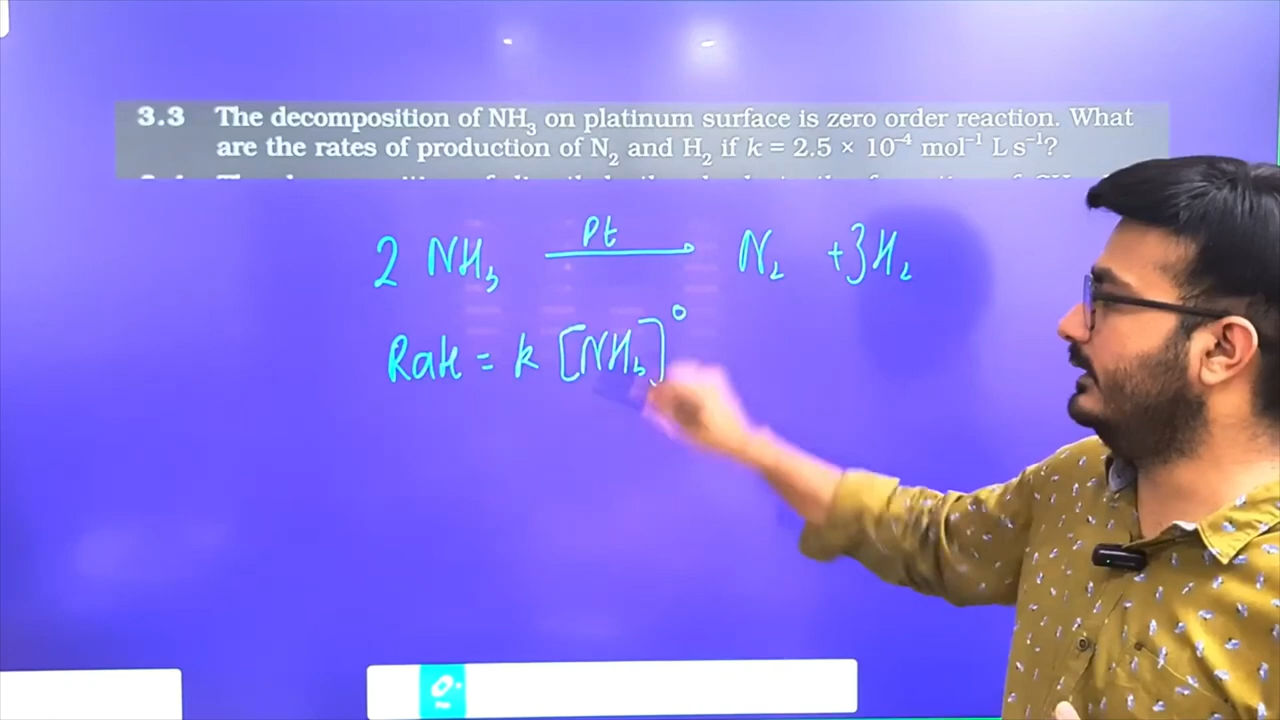 3.3 The decomposition of NH₃ on platinum surface is zero order reaction. What
are the rates of production of N₂ and H₂ if k = 2.5 × 10⁻⁴ mol⁻¹ L s⁻¹?
2 NH₃ Pt→ N₂ +3H₂
Rate = k [NH₃]⁰